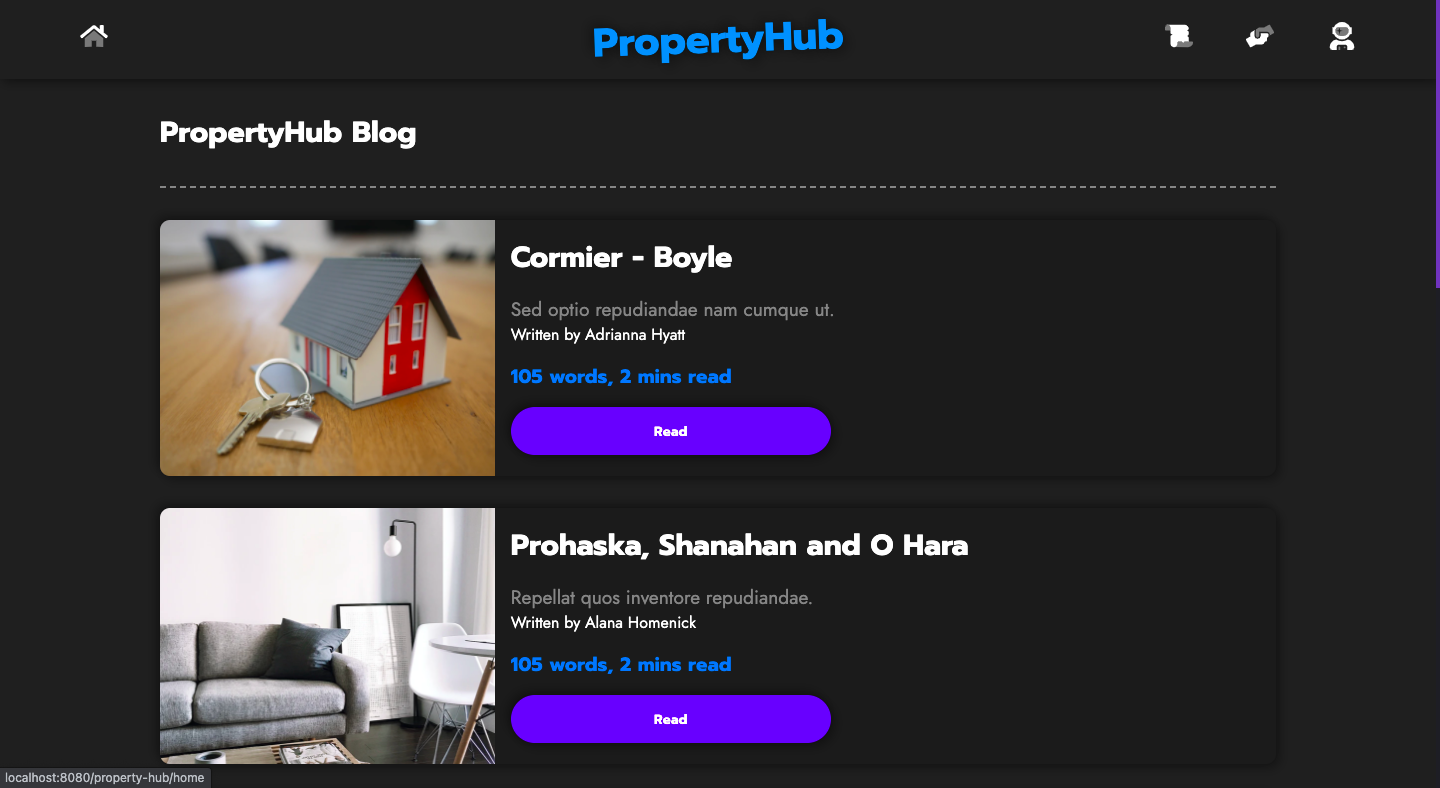 PropertyHub
PropertyHub Blog
Cormier - Boyle
Sed optio repudiandae nam cumque ut.
Written by Adrianna Hyatt
105 words, 2 mins read
Read
Prohaska, Shanahan and O Hara
Repellat quos inventore repudiandae.
Written by Alana Homenick
105 words, 2 mins read
Read
localhost:8080/property-hub/home